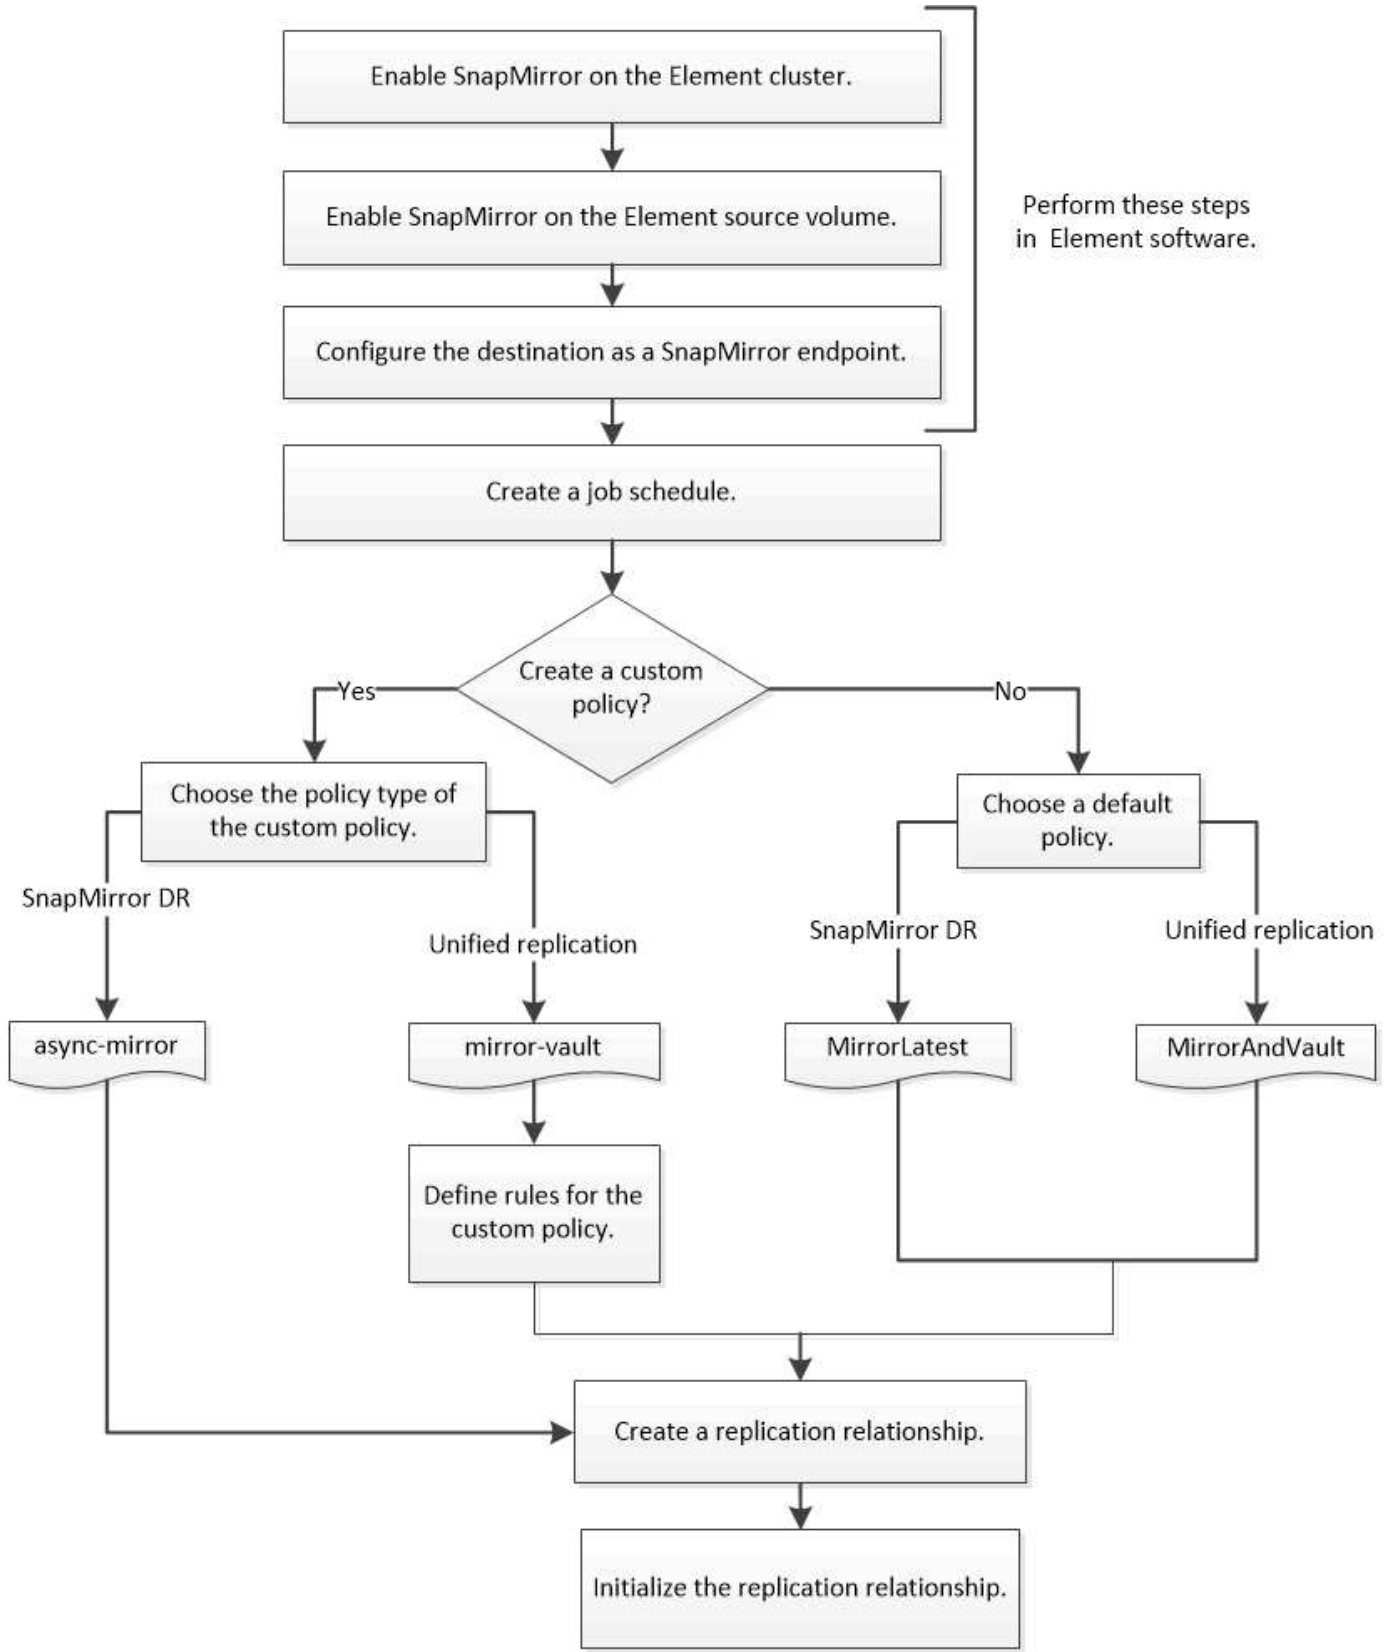 Enable SnapMirror on the Element cluster.
Enable SnapMirror on the Element source volume.
Perform these steps
in Element software.
Configure the destination as a SnapMirror endpoint.
Create a job schedule.
Create a custom
policy?
Yes
No
Choose the policy type of
the custom policy.
Choose a default
policy.
SnapMirror DR
Unified replication
SnapMirror DR
Unified replication
async-mirror
mirror-vault
MirrorLatest
MirrorAndVault
Define rules for the
custom policy.
Create a replication relationship.
Initialize the replication relationship.